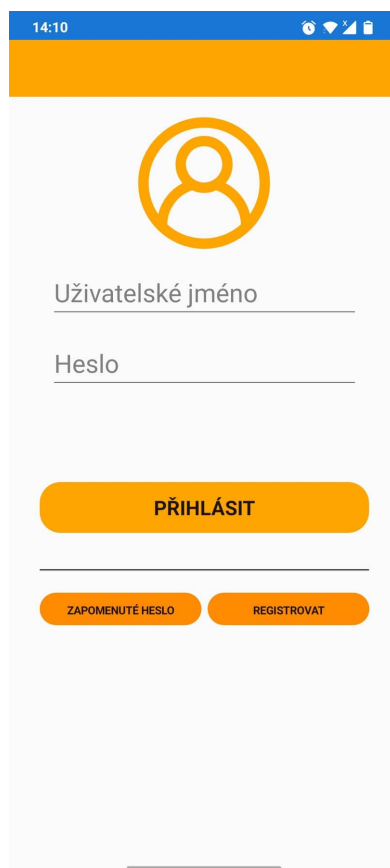 14:10
Uživatelské jméno
Heslo
PŘIHLÁSIT
ZAPOMENUTÉ HESLO REGISTROVAT